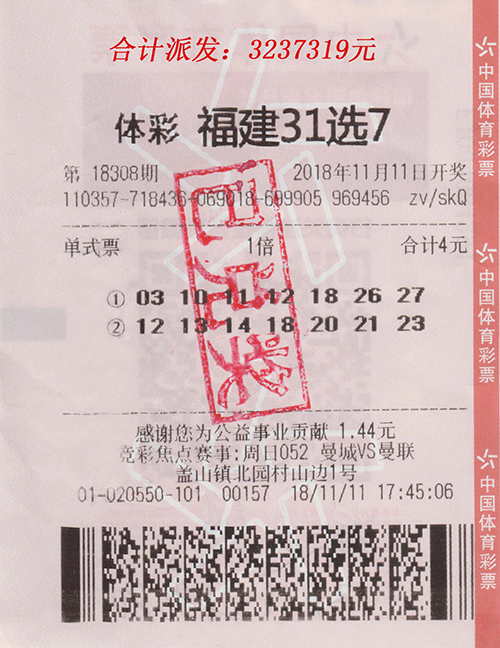 合计派发：3237319元
体彩 福建31选7
第 18308期 2018年11月11日开奖
110357-718436-069018-699905 969456 zv/skQ
单式票 1倍 合计4元
① 03 10 11 12 18 26 27
② 12 13 14 18 20 21 23
已兑奖
感谢您为公益事业贡献 1.44元
竞彩焦点赛事:周日052 曼城VS曼联
盖山镇北园村山边1号
01-020550-101 00157 18/11/11 17:45:06
中国体育彩票
中国体育彩票
中国体育彩票